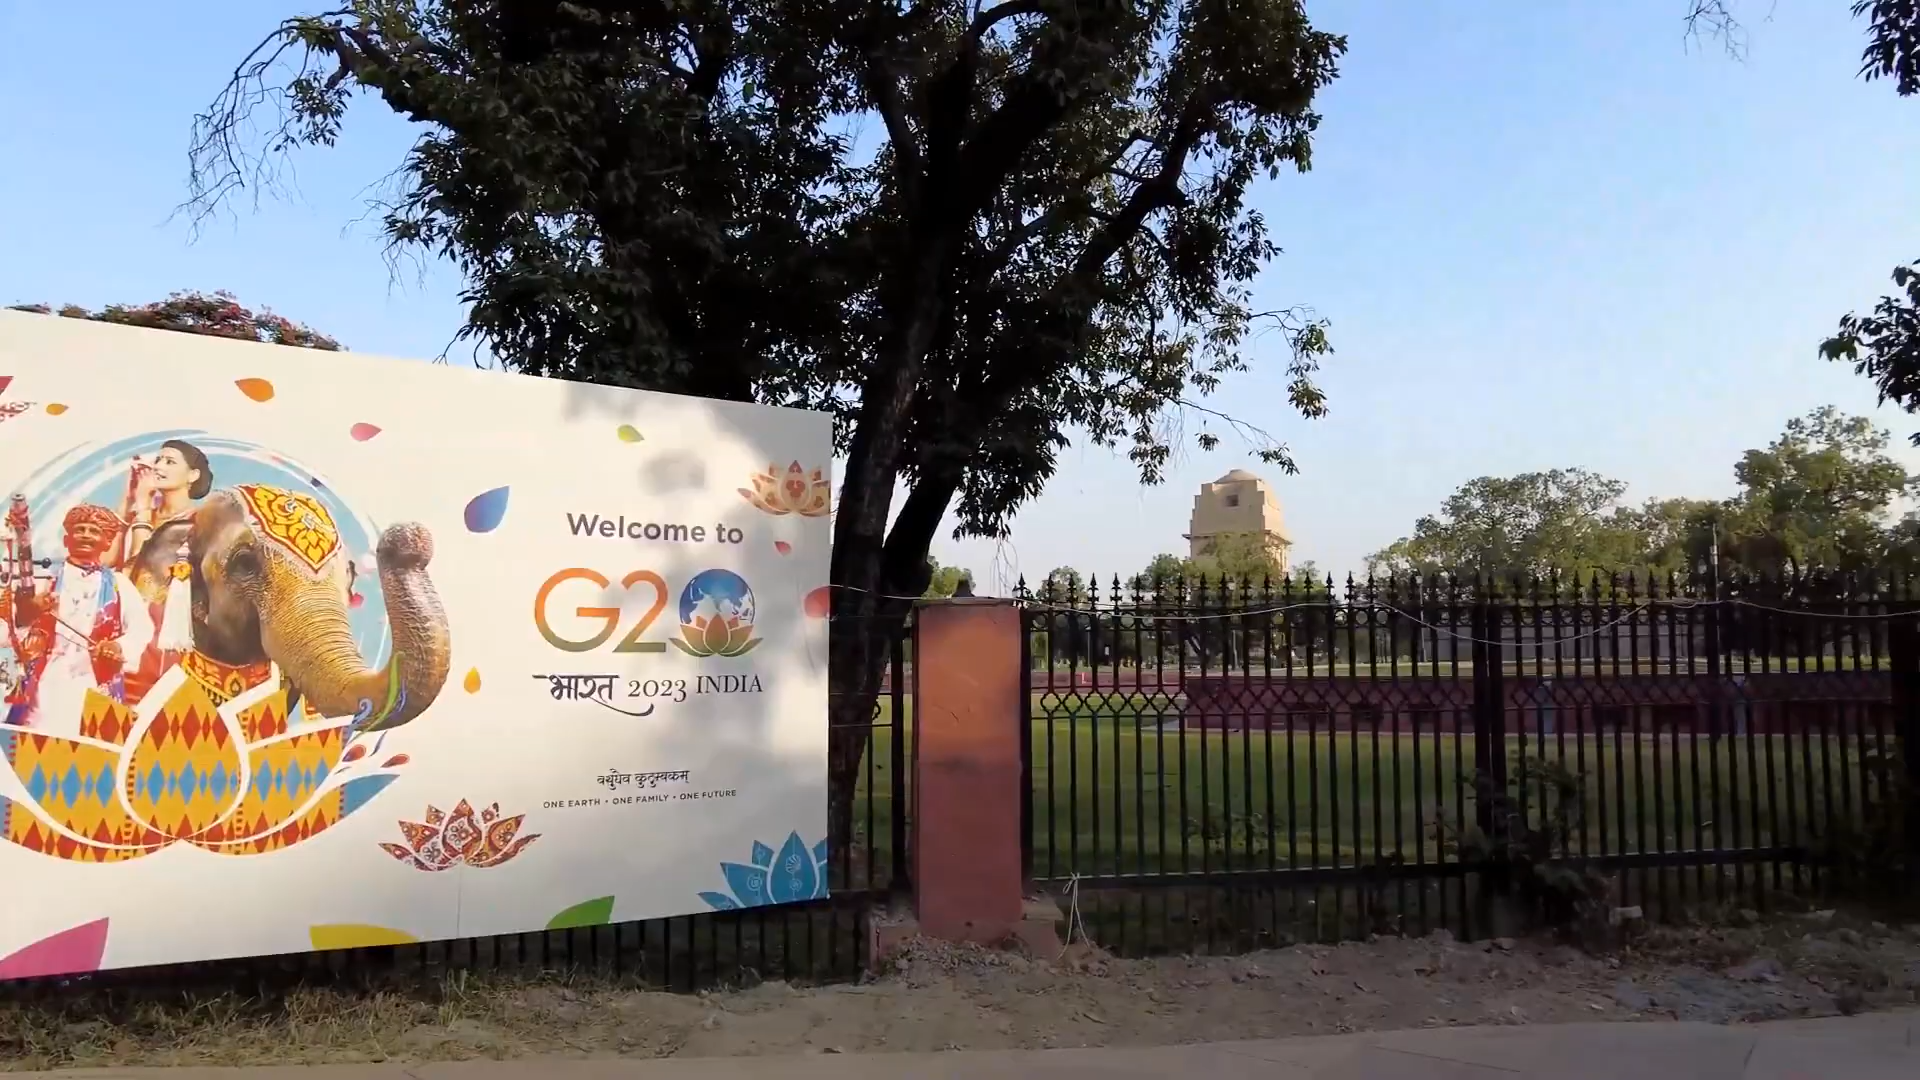 Welcome to
G20
भारत 2023 INDIA
वसुधैव कुटुम्बकम्
ONE EARTH • ONE FAMILY • ONE FUTURE